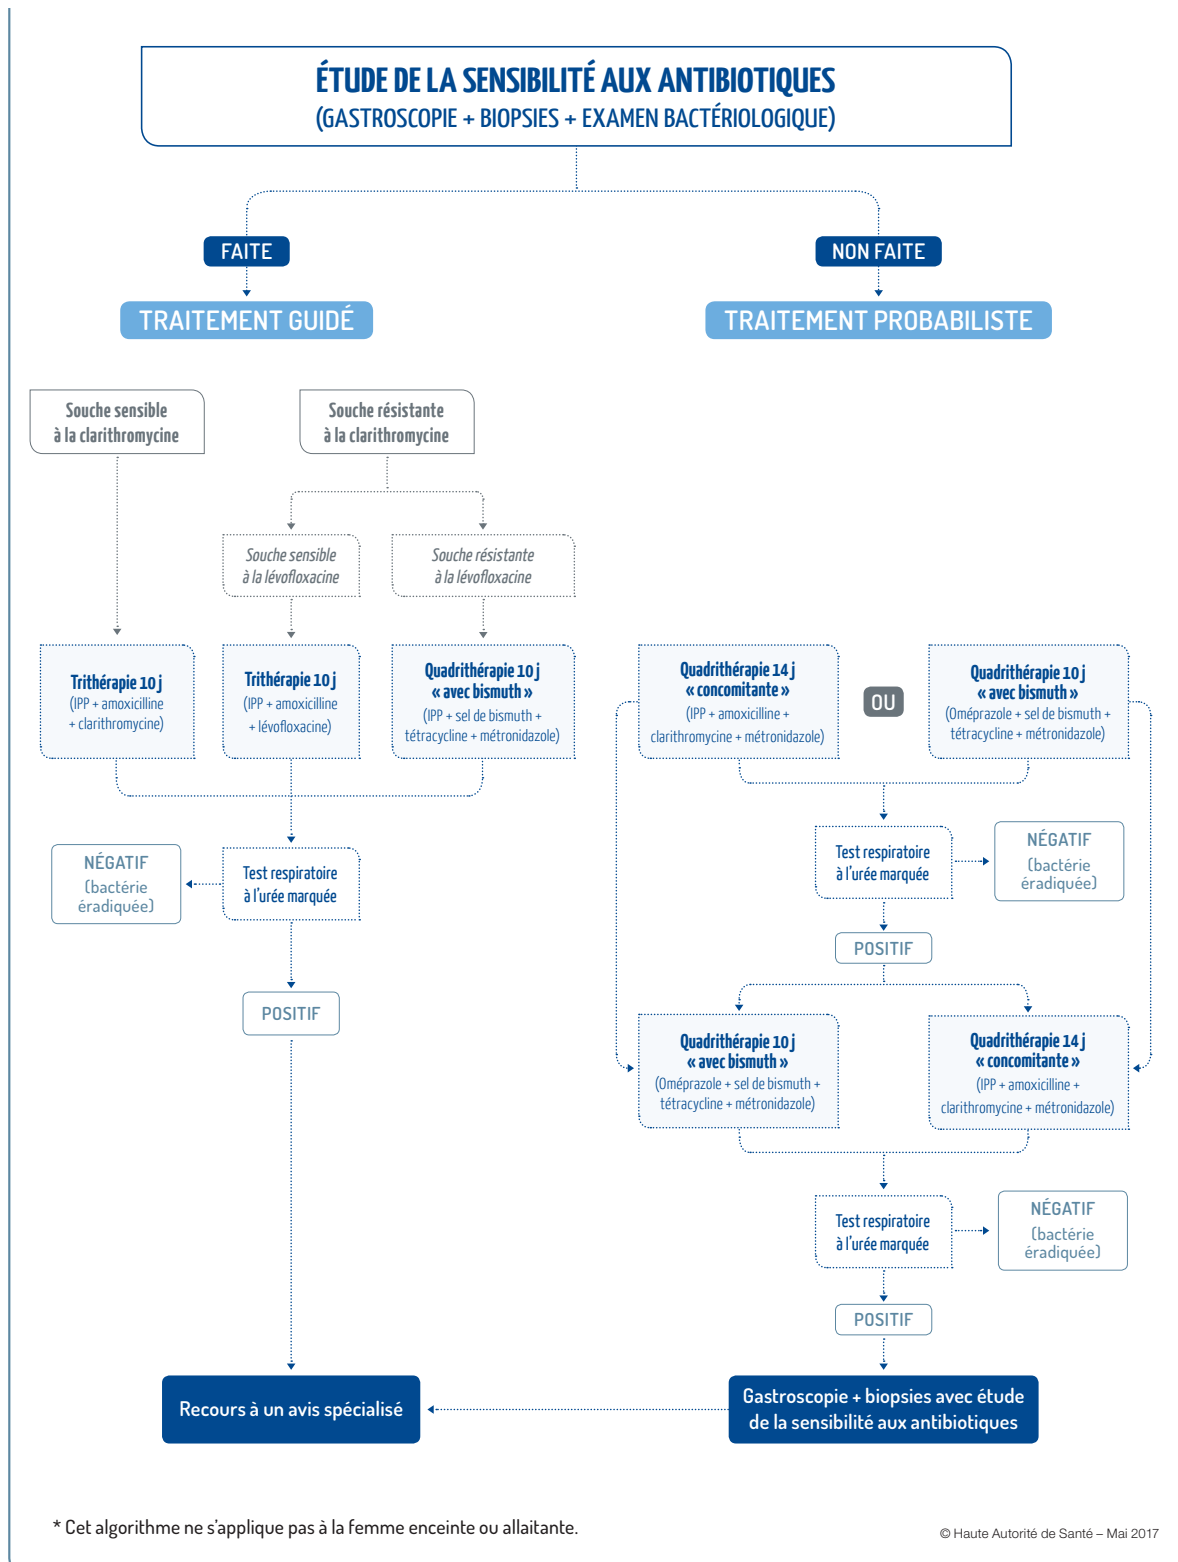 ÉTUDE DE LA SENSIBILITÉ AUX ANTIBIOTIQUES
(GASTROSCOPIE + BIOPSIES + EXAMEN BACTÉRIOLOGIQUE)
FAITE
NON FAITE
TRAITEMENT GUIDÉ
TRAITEMENT PROBABILISTE
Souche sensible
à la clarithromycine
Souche résistante
à la clarithromycine
Souche sensible
à la lévofloxacine
Souche résistante
à la lévofloxacine
Trithérapie 10 j
(IPP + amoxicilline
+ clarithromycine)
Trithérapie 10 j
(IPP + amoxicilline
+ lévofloxacine)
Quadrithérapie 10 j
« avec bismuth »
(IPP + sel de bismuth +
tétracycline + métronidazole)
Quadrithérapie 14 j
« concomitante »
(IPP + amoxicilline +
clarithromycine + métronidazole)
OU
Quadrithérapie 10 j
« avec bismuth »
(Oméprazole + sel de bismuth +
tétracycline + métronidazole)
NÉGATIF
(bactérie
éradiquée)
Test respiratoire
à l'urée marquée
POSITIF
Test respiratoire
à l'urée marquée
NÉGATIF
(bactérie
éradiquée)
POSITIF
Quadrithérapie 10 j
« avec bismuth »
(Oméprazole + sel de bismuth +
tétracycline + métronidazole)
Quadrithérapie 14 j
« concomitante »
(IPP + amoxicilline +
clarithromycine + métronidazole)
Test respiratoire
à l'urée marquée
NÉGATIF
(bactérie
éradiquée)
POSITIF
Recours à un avis spécialisé
Gastroscopie + biopsies avec étude
de la sensibilité aux antibiotiques
* Cet algorithme ne s'applique pas à la femme enceinte ou allaitante.
© Haute Autorité de Santé – Mai 2017